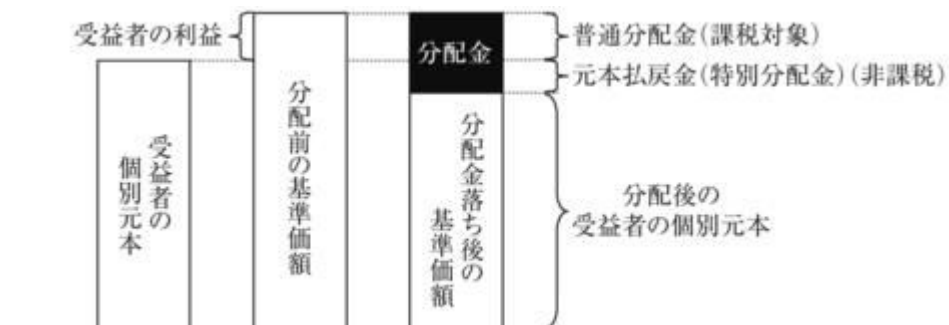 受益者の利益
分配金
普通分配金(課税対象)
元本払戻金(特別分配金)(非課税)
受益者の
個別元本
分配前の基準価額
分配金落ち後の
基準価額
分配後の
受益者の個別元本